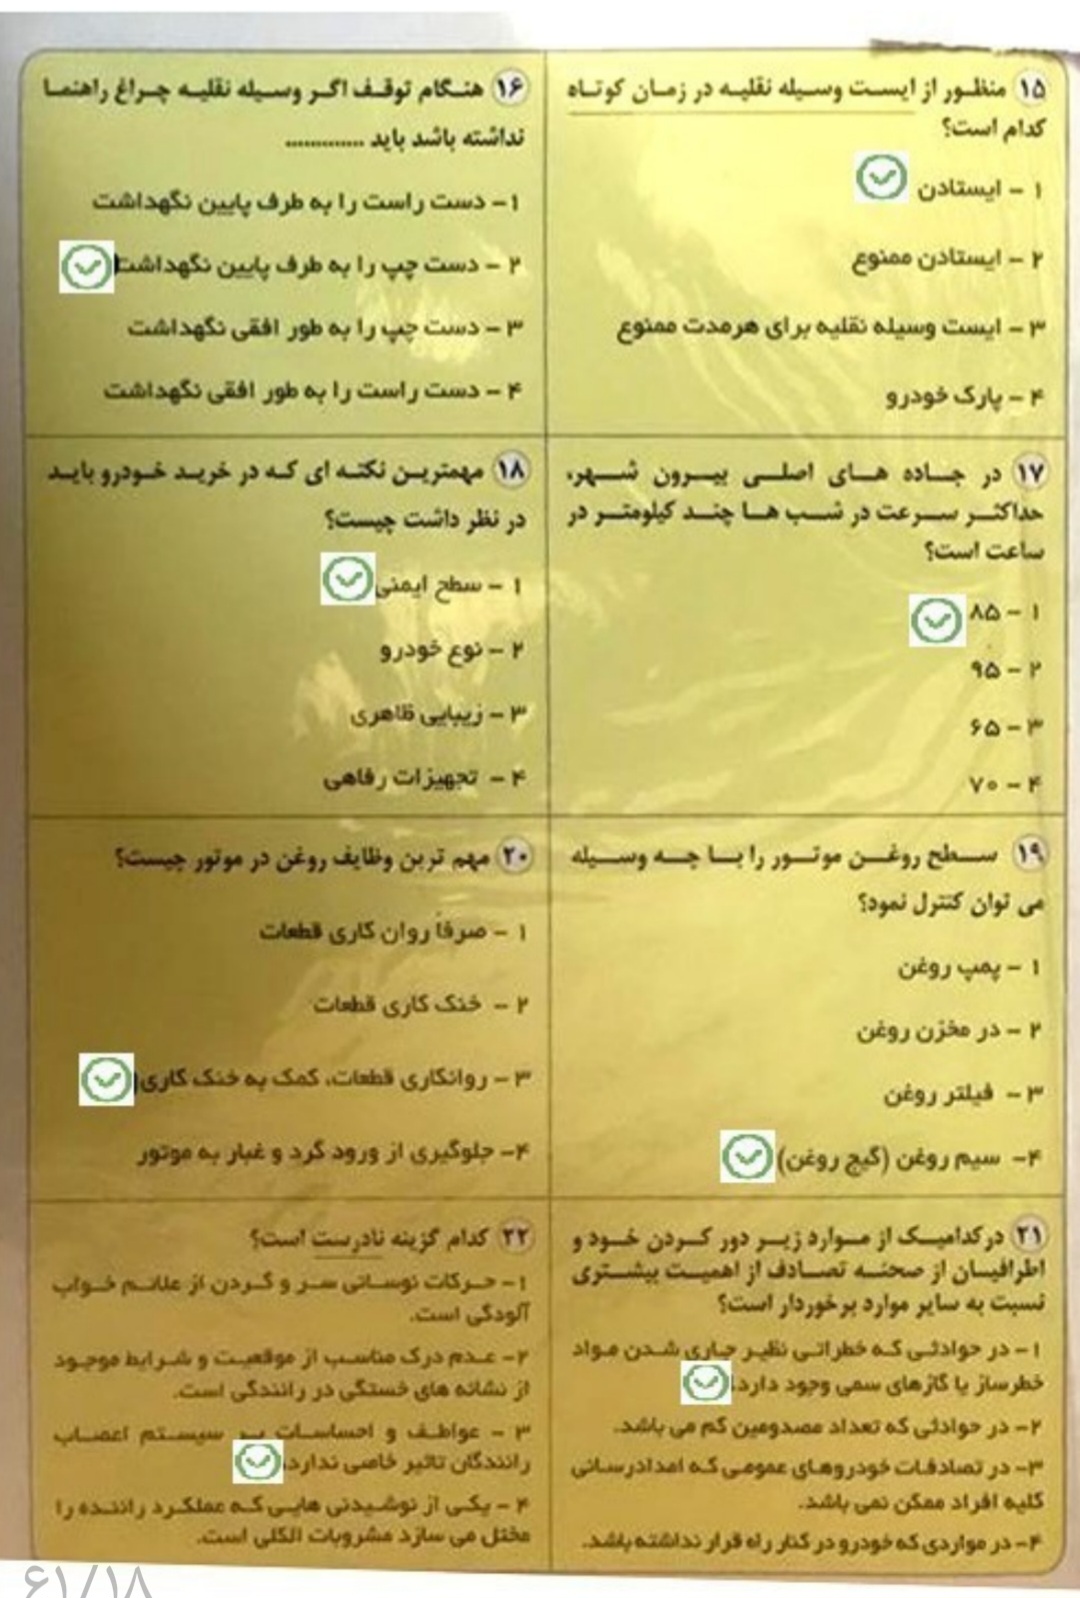 ۱۵ منظور از ایست وسیله نقلیه در زمان کوتاه
کدام است؟
۱ - ایستادن
۲ - ایستادن ممنوع
۳ - ایست وسیله نقلیه برای هرمدت ممنوع
۴ - پارک خودرو
۱۶ هنگام توقف اگر وسیله نقلیه چراغ راهنما
نداشته باشد باید .............
۱- دست راست را به طرف پایین نگهداشت
۲ - دست چپ را به طرف پایین نگهداشت
۳ - دست چپ را به طور افقی نگهداشت
۴ - دست راست را به طور افقی نگهداشت
۱۷ در جاده های اصلی بیرون شهر،
حداکثر سرعت در شب ها چند کیلومتر در
ساعت است؟
۱ - ۸۵
۲ - ۹۵
۳ - ۶۵
۴ - ۷۰
۱۸ مهمترین نکته ای که در خرید خودرو باید
در نظر داشت چیست؟
۱ - سطح ایمنی
۲ - نوع خودرو
۳ - زیبایی ظاهری
۴ - تجهیزات رفاهی
۱۹ سطح روغن موتور را با چه وسیله
می توان کنترل نمود؟
۱ - پمپ روغن
۲ - در مخزن روغن
۳ - فیلتر روغن
۴- سیم روغن (گیج روغن)
۲۰ مهم ترین وظایف روغن در موتور چیست؟
۱ - صرفاً روان کاری قطعات
۲ - خنک کاری قطعات
۳ - روانکاری قطعات، کمک به خنک کاری
۴- جلوگیری از ورود گرد و غبار به موتور
۲۱ درکدامیک از موارد زیر دور کردن خود و
اطرافیان از صحنه تصادف از اهمیت بیشتری
نسبت به سایر موارد برخوردار است؟
۱- در حوادثی که خطراتی نظیر جاری شدن مواد
خطرساز یا گازهای سمی وجود دارد.
۲- در حوادثی که تعداد مصدومین کم می باشد.
۳- در تصادفات خودروهای عمومی که امدادرسانی
کلیه افراد ممکن نمی باشد.
۴- در مواردی که خودرو در کنار راه قرار نداشته باشد.
۲۲ کدام گزینه نادرست است؟
۱- حرکات نوسانی سر و گردن از علائم خواب
آلودگی است.
۲- عدم درک مناسب از موقعیت و شرایط موجود
از نشانه های خستگی در رانندگی است.
۳ - عواطف و احساسات بر سیستم اعصاب
رانندگان تاثیر خاصی ندارد.
۴ - یکی از نوشیدنی هایی که عملکرد راننده را
مختل می سازد مشروبات الکلی است.
۶۱/۱۸